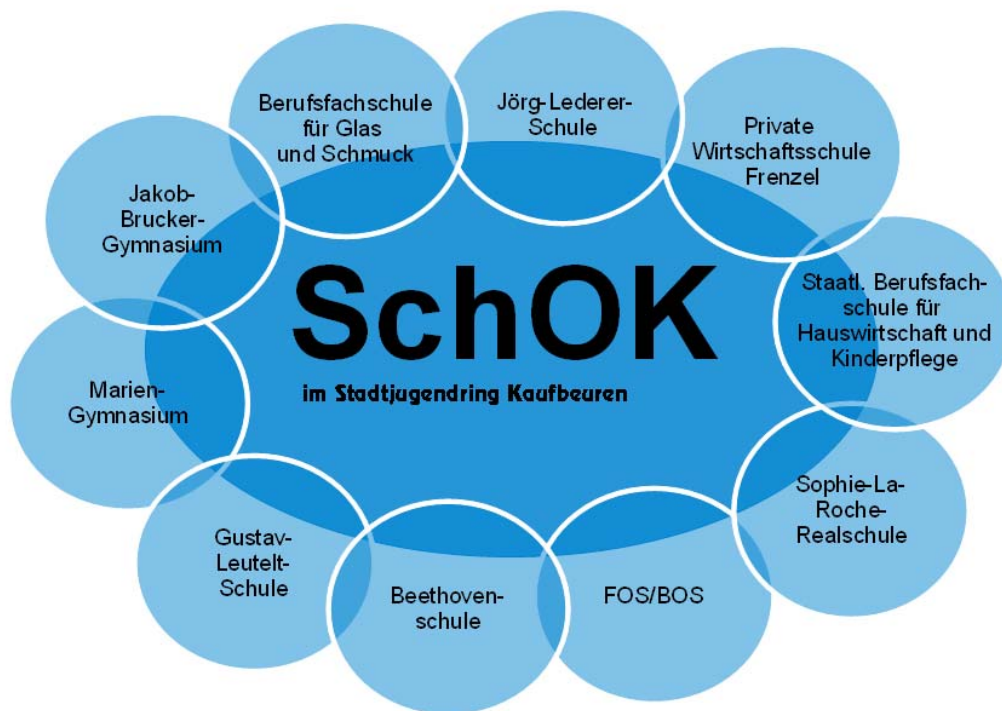 Berufsfachschule
für Glas
und Schmuck
Jörg-Lederer-
Schule
Private
Wirtschaftsschule
Frenzel
Jakob-
Brucker-
Gymnasium
Staatl. Berufsfach-
schule für
Hauswirtschaft und
Kinderpflege
SchOK
im Stadtjugendring Kaufbeuren
Marien-
Gymnasium
Sophie-La-
Roche-
Realschule
Gustav-
Leutelt-
Schule
Beethoven-
schule
FOS/BOS